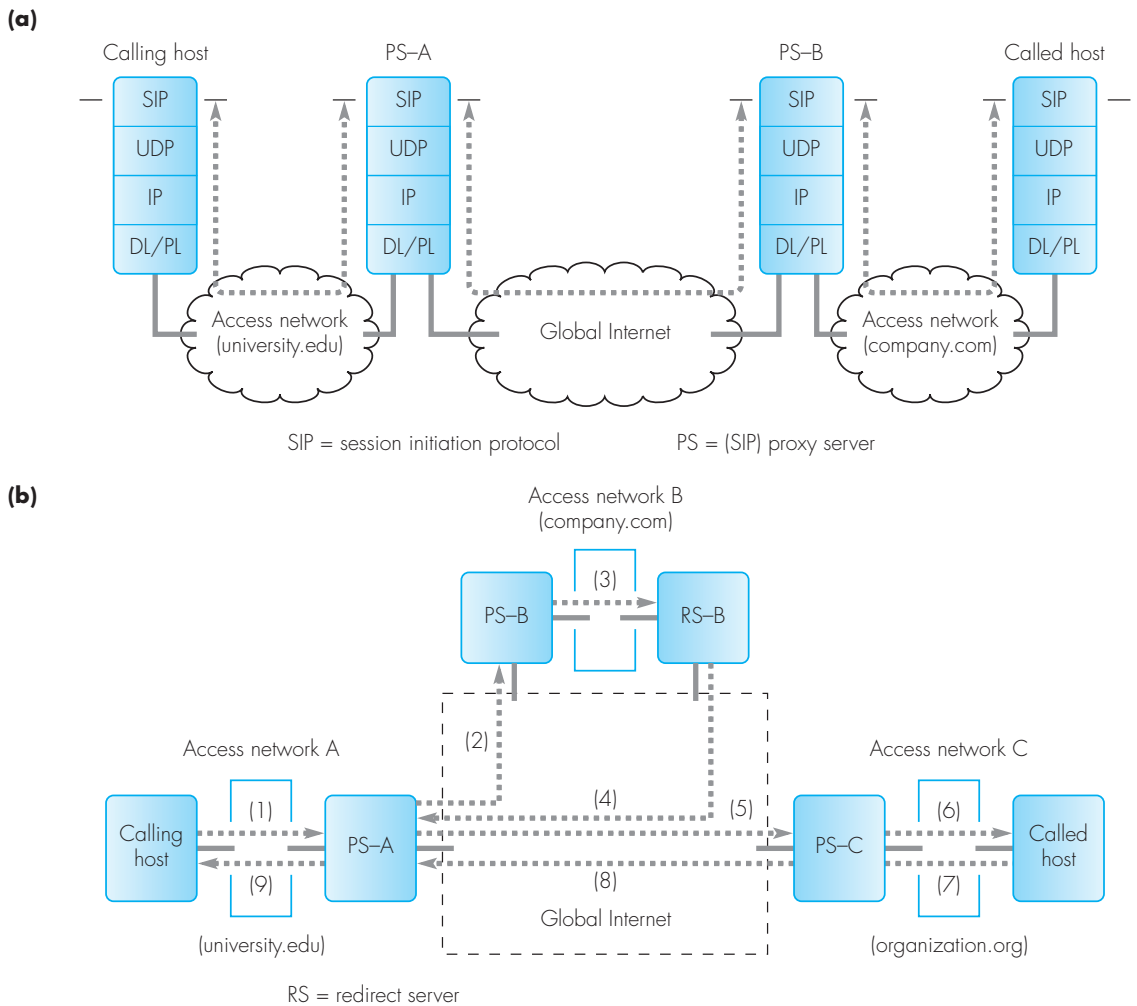 (a)
Calling host
PS–A
PS–B
Called host
SIP
SIP
SIP
SIP
UDP
UDP
UDP
UDP
IP
IP
IP
IP
DL/PL
DL/PL
DL/PL
DL/PL
Access network
(university.edu)
Global Internet
Access network
(company.com)
SIP = session initiation protocol
PS = (SIP) proxy server
(b)
Access network B
(company.com)
PS–B
(3)
RS–B
(2)
Access network A
Access network C
Calling
host
(1)
(9)
PS–A
(4)
(5)
(8)
Global Internet
PS–C
(6)
(7)
Called
host
(university.edu)
(organization.org)
RS = redirect server